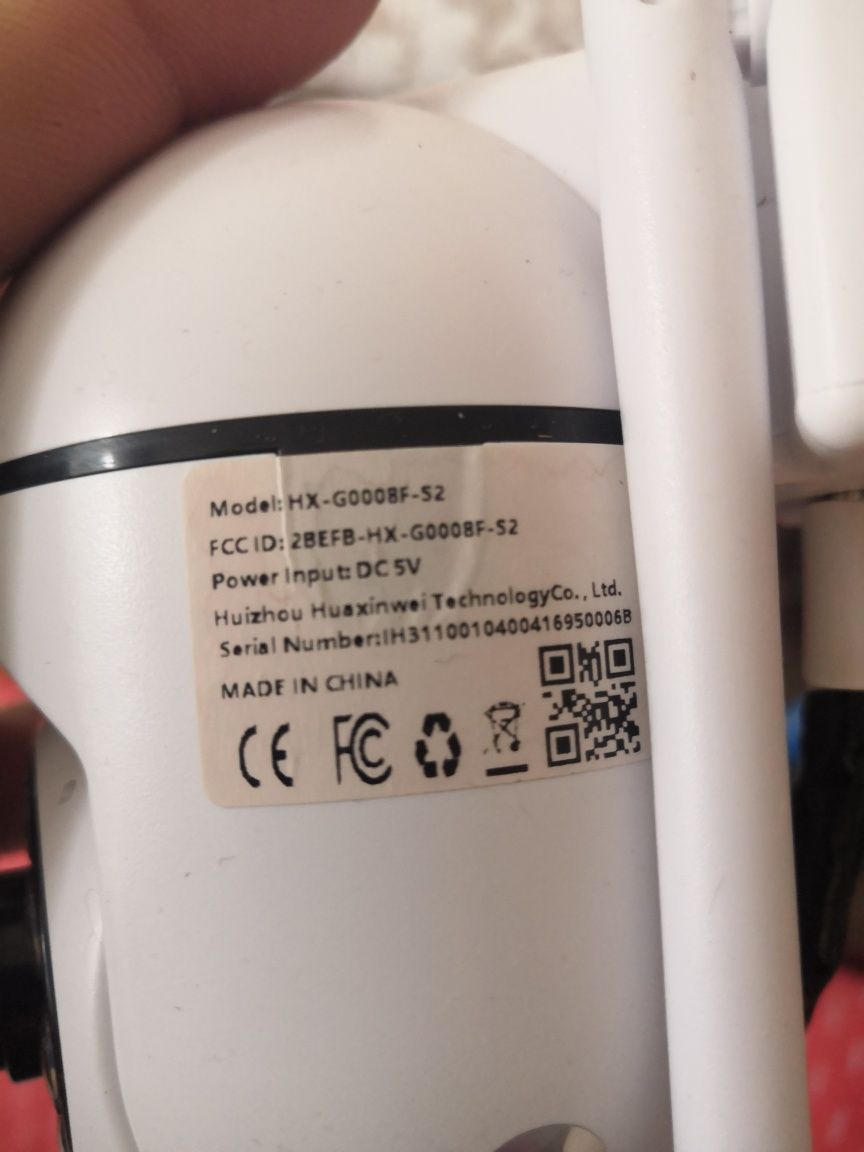 Model: HX-G0008F-S2
FCC ID: 2BEFB-HX-G0008F-S2
Power Input: DC 5V
Huizhou Huaxinwei TechnologyCo., Ltd.
Serial Number:IH3110010400416950006B
MADE IN CHINA
CE FC